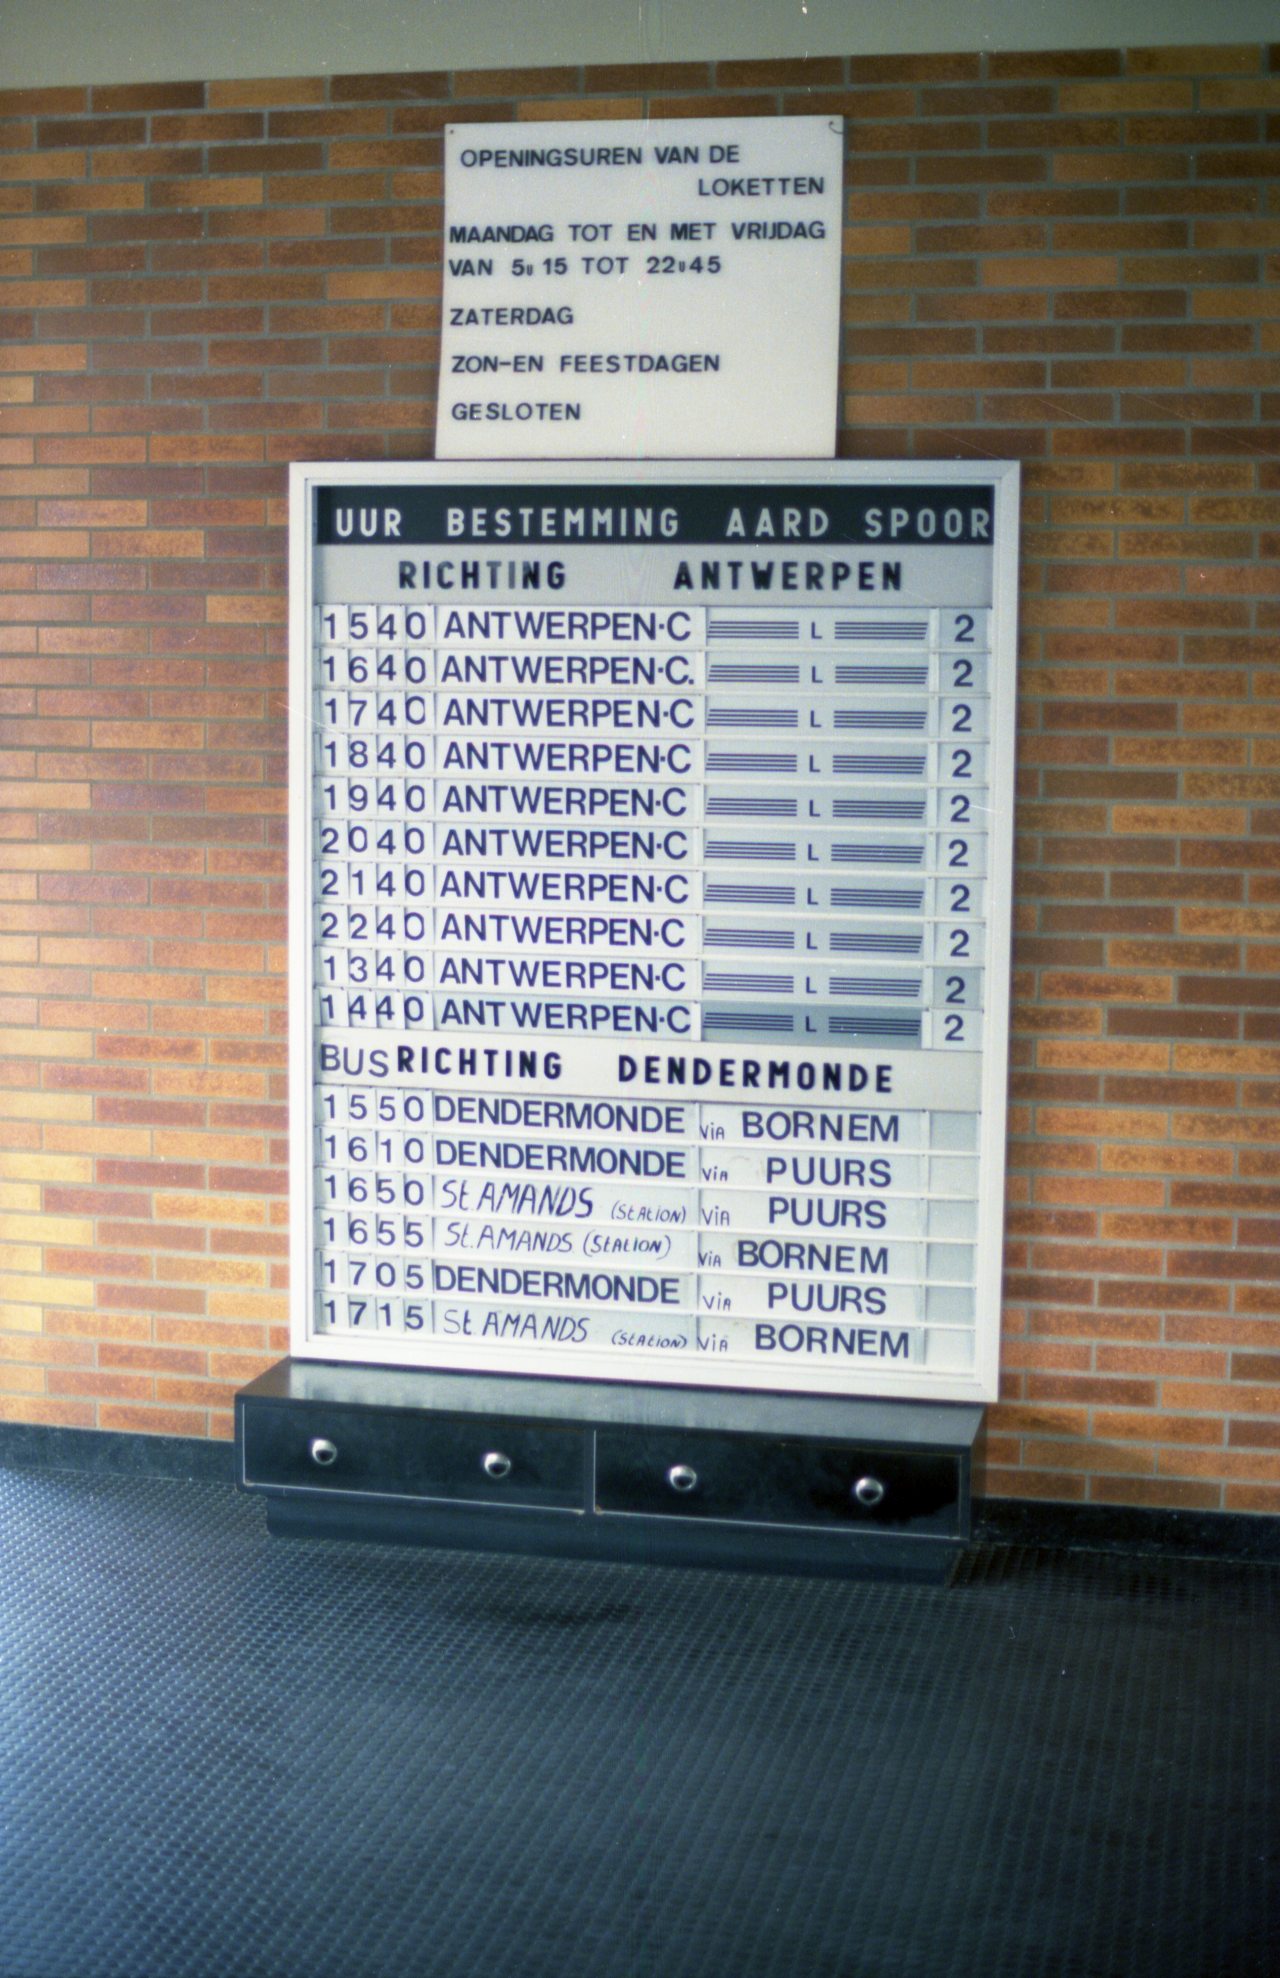 OPENINGSUREN VAN DE
LOKETTEN
MAANDAG TOT EN MET VRIJDAG
VAN 5u 15 TOT 22u45
ZATERDAG
ZON-EN FEESTDAGEN
GESLOTEN
UUR BESTEMMING AARD SPOOR
RICHTING ANTWERPEN
1540 ANTWERPEN·C L 2
1640 ANTWERPEN·C. L 2
1740 ANTWERPEN·C L 2
1840 ANTWERPEN·C L 2
1940 ANTWERPEN·C L 2
2040 ANTWERPEN·C L 2
2140 ANTWERPEN·C L 2
2240 ANTWERPEN·C L 2
1340 ANTWERPEN·C L 2
1440 ANTWERPEN·C L 2
BUS RICHTING DENDERMONDE
1550 DENDERMONDE ViA BORNEM
1610 DENDERMONDE ViA PUURS
1650 St AMANDS (StAtiON) ViA PUURS
1655 St. AMANDS (StAtiON) ViA BORNEM
1705 DENDERMONDE ViA PUURS
1715 St AMANDS (StAtiON) ViA BORNEM